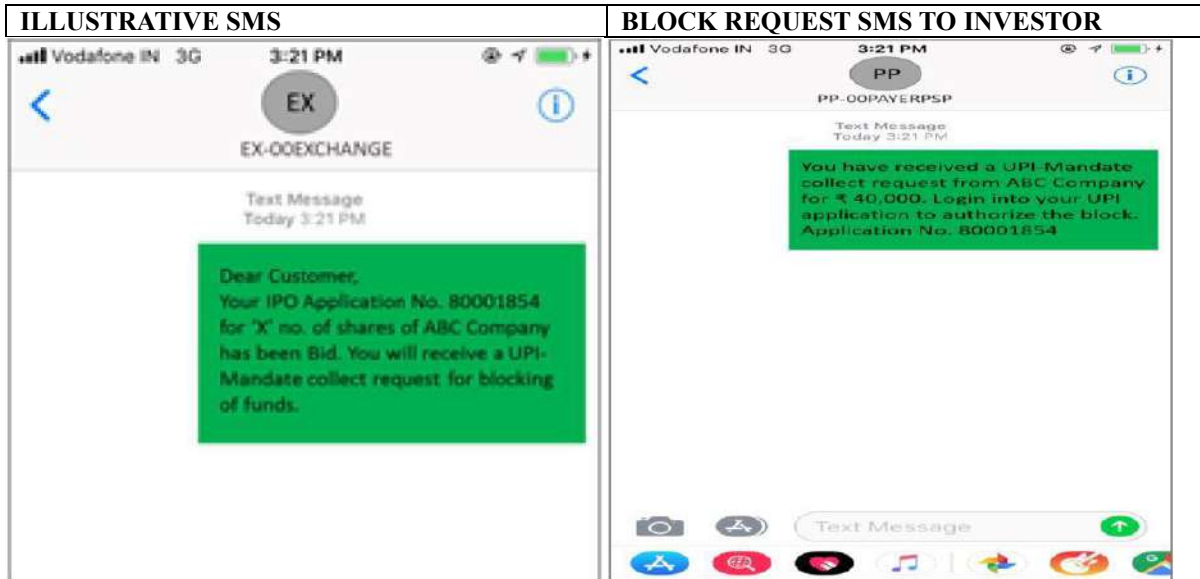 ILLUSTRATIVE SMS
Vodafone IN 3G 3:21 PM
EX
EX-00EXCHANGE
Text Message
Today 3:21 PM
Dear Customer,
Your IPO Application No. 80001854
for 'X' no. of shares of ABC Company
has been Bid. You will receive a UPI-
Mandate collect request for blocking
of funds.
BLOCK REQUEST SMS TO INVESTOR
Vodafone IN 3G 3:21 PM
PP
PP-00PAYERPSP
Text Message
Today 3:21 PM
You have received a UPI-Mandate
collect request from ABC Company
for ₹ 40,000. Login into your UPI
application to authorize the block.
Application No. 80001854
Text Message